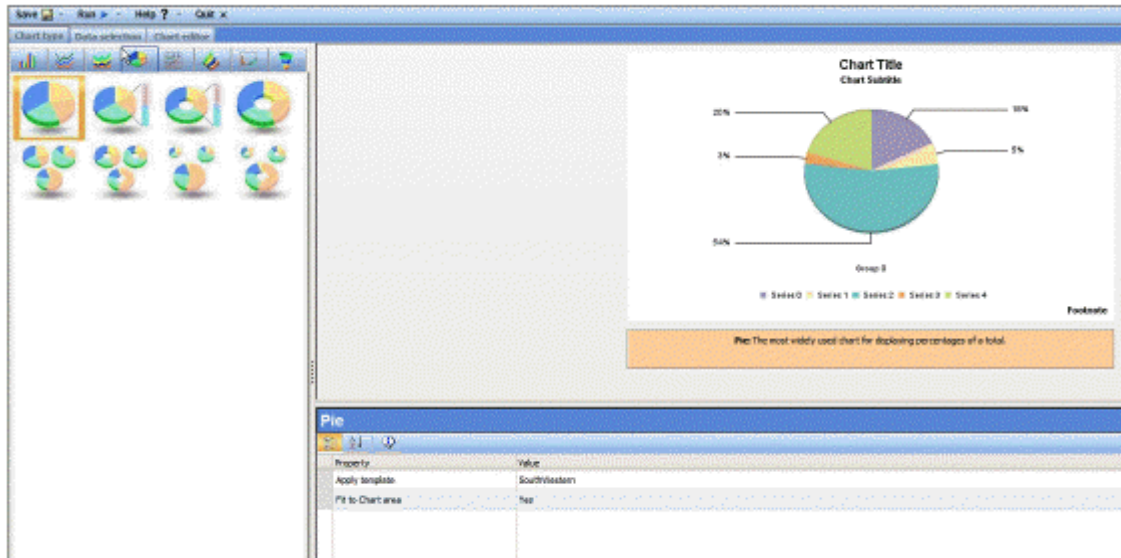 Save Run Help ? Quit x
Chart type Data selection Chart editor
Chart Title
Chart Subtitle
20% 18%
3% 5%
54%
Group 0
Series 0 Series 1 Series 2 Series 3 Series 4
Footnote
Pie: The most widely used chart for displaying percentages of a total.
Pie
Property Value
Apply template SouthWestern
Fit to Chart area Yes